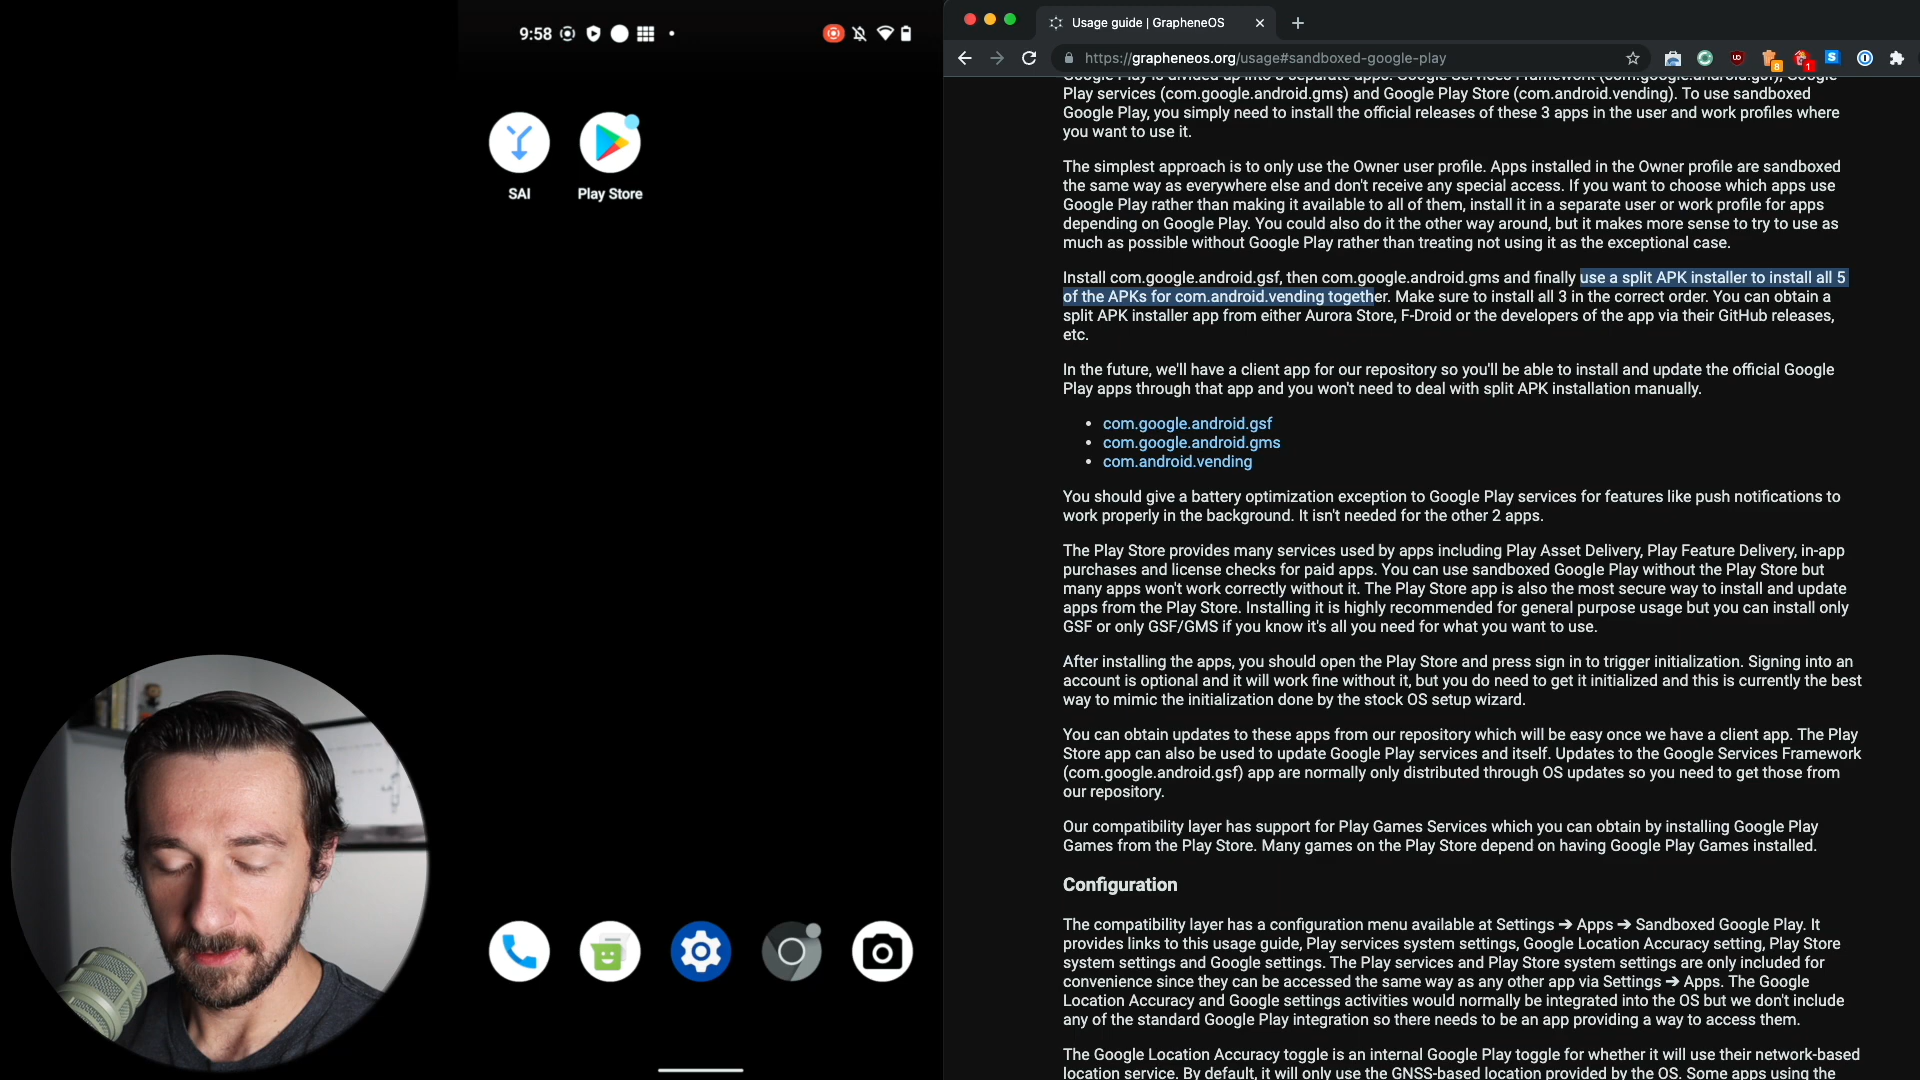 9:58
SAI
Play Store
Usage guide | GrapheneOS
https://grapheneos.org/usage#sandboxed-google-play
8
1
Play services (com.google.android.gms) and Google Play Store (com.android.vending). To use sandboxed
Google Play, you simply need to install the official releases of these 3 apps in the user and work profiles where
you want to use it.
The simplest approach is to only use the Owner user profile. Apps installed in the Owner profile are sandboxed
the same way as everywhere else and don't receive any special access. If you want to choose which apps use
Google Play rather than making it available to all of them, install it in a separate user or work profile for apps
depending on Google Play. You could also do it the other way around, but it makes more sense to try to use as
much as possible without Google Play rather than treating not using it as the exceptional case.
Install com.google.android.gsf, then com.google.android.gms and finally use a split APK installer to install all 5
of the APKs for com.android.vending together. Make sure to install all 3 in the correct order. You can obtain a
split APK installer app from either Aurora Store, F-Droid or the developers of the app via their GitHub releases,
etc.
In the future, we'll have a client app for our repository so you'll be able to install and update the official Google
Play apps through that app and you won't need to deal with split APK installation manually.
• com.google.android.gsf
• com.google.android.gms
• com.android.vending
You should give a battery optimization exception to Google Play services for features like push notifications to
work properly in the background. It isn't needed for the other 2 apps.
The Play Store provides many services used by apps including Play Asset Delivery, Play Feature Delivery, in-app
purchases and license checks for paid apps. You can use sandboxed Google Play without the Play Store but
many apps won't work correctly without it. The Play Store app is also the most secure way to install and update
apps from the Play Store. Installing it is highly recommended for general purpose usage but you can install only
GSF or only GSF/GMS if you know it's all you need for what you want to use.
After installing the apps, you should open the Play Store and press sign in to trigger initialization. Signing into an
account is optional and it will work fine without it, but you do need to get it initialized and this is currently the best
way to mimic the initialization done by the stock OS setup wizard.
You can obtain updates to these apps from our repository which will be easy once we have a client app. The Play
Store app can also be used to update Google Play services and itself. Updates to the Google Services Framework
(com.google.android.gsf) app are normally only distributed through OS updates so you need to get those from
our repository.
Our compatibility layer has support for Play Games Services which you can obtain by installing Google Play
Games from the Play Store. Many games on the Play Store depend on having Google Play Games installed.
Configuration
The compatibility layer has a configuration menu available at Settings ➔ Apps ➔ Sandboxed Google Play. It
provides links to this usage guide, Play services system settings, Google Location Accuracy setting, Play Store
system settings and Google settings. The Play services and Play Store system settings are only included for
convenience since they can be accessed the same way as any other app via Settings ➔ Apps. The Google
Location Accuracy and Google settings activities would normally be integrated into the OS but we don't include
any of the standard Google Play integration so there needs to be an app providing a way to access them.
The Google Location Accuracy toggle is an internal Google Play toggle for whether it will use their network-based
location service. By default, it will only use the GNSS-based location provided by the OS. Some apps using the